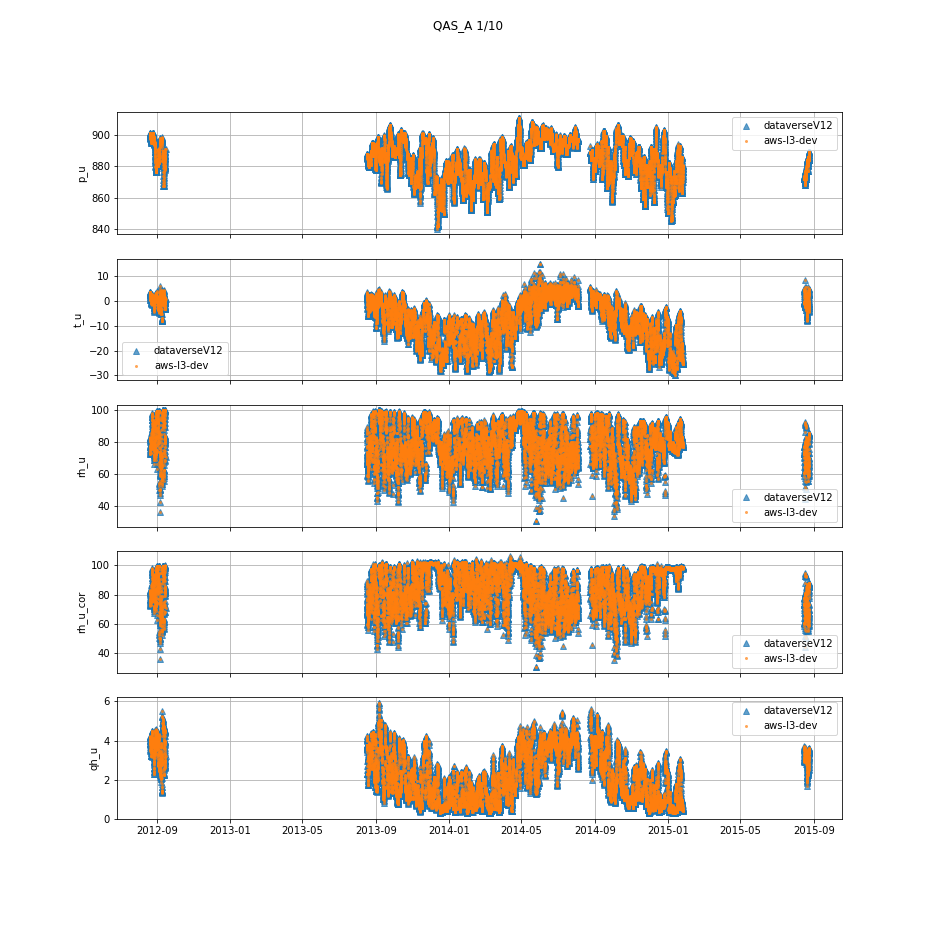 QAS_A 1/10
900
880
860
840
p_u
dataverseV12
aws-l3-dev
10
0
−10
−20
−30
t_u
dataverseV12
aws-l3-dev
100
80
60
40
rh_u
dataverseV12
aws-l3-dev
100
80
60
40
rh_u_cor
dataverseV12
aws-l3-dev
6
4
2
0
qh_u
dataverseV12
aws-l3-dev
2012-09 2013-01 2013-05 2013-09 2014-01 2014-05 2014-09 2015-01 2015-05 2015-09